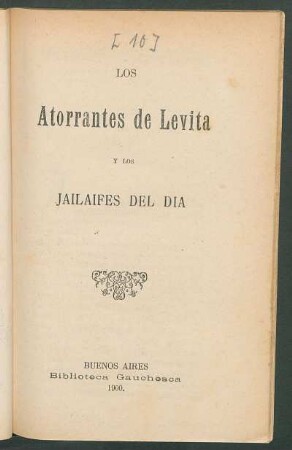 [10]
LOS
Atorrantes de Levita
Y LOS
JAILAIFES DEL DIA
BUENOS AIRES
Biblioteca Gauchesca
1900.